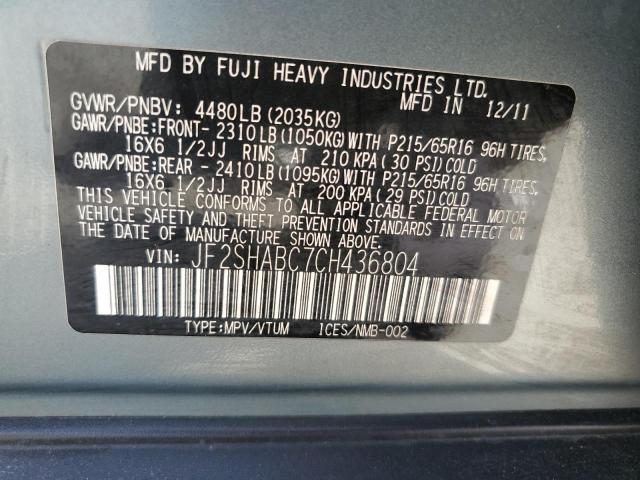 MFD BY FUJI HEAVY INDUSTRIES LTD.
MFD IN 12/11
GVWR/PNBV: 4480LB(2035KG)
GAWR/PNBE:FRONT- 2310LB(1050KG)WITH P215/65R16 96H TIRES,
16X6 1/2JJ RIMS AT 210 KPA(30 PSI)COLD
GAWR/PNBE:REAR - 2410LB(1095KG)WITH P215/65R16 96H TIRES,
16X6 1/2JJ RIMS AT 200 KPA(29 PSI)COLD
THIS VEHICLE CONFORMS TO ALL APPLICABLE FEDERAL MOTOR
VEHICLE SAFETY AND THEFT PREVENTION STANDARDS IN EFFECT ON
THE DATE OF MANUFACTURE SHOWN ABOVE.
VIN: JF2SHABC7CH436804
TYPE:MPV/VTUM ICES/NMB-002